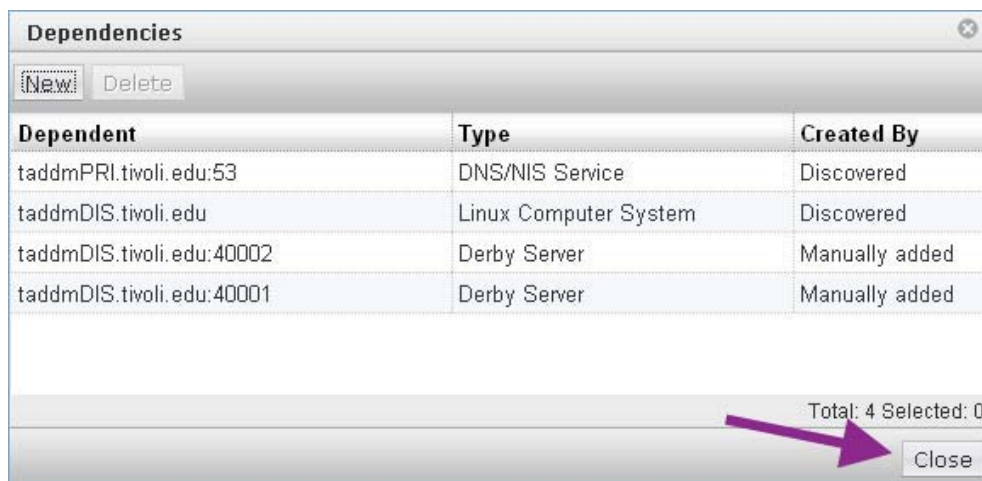 Dependencies
New Delete
Dependent Type Created By
taddmPRI.tivoli.edu:53 DNS/NIS Service Discovered
taddmDIS.tivoli.edu Linux Computer System Discovered
taddmDIS.tivoli.edu:40002 Derby Server Manually added
taddmDIS.tivoli.edu:40001 Derby Server Manually added
Total: 4 Selected: 0
Close